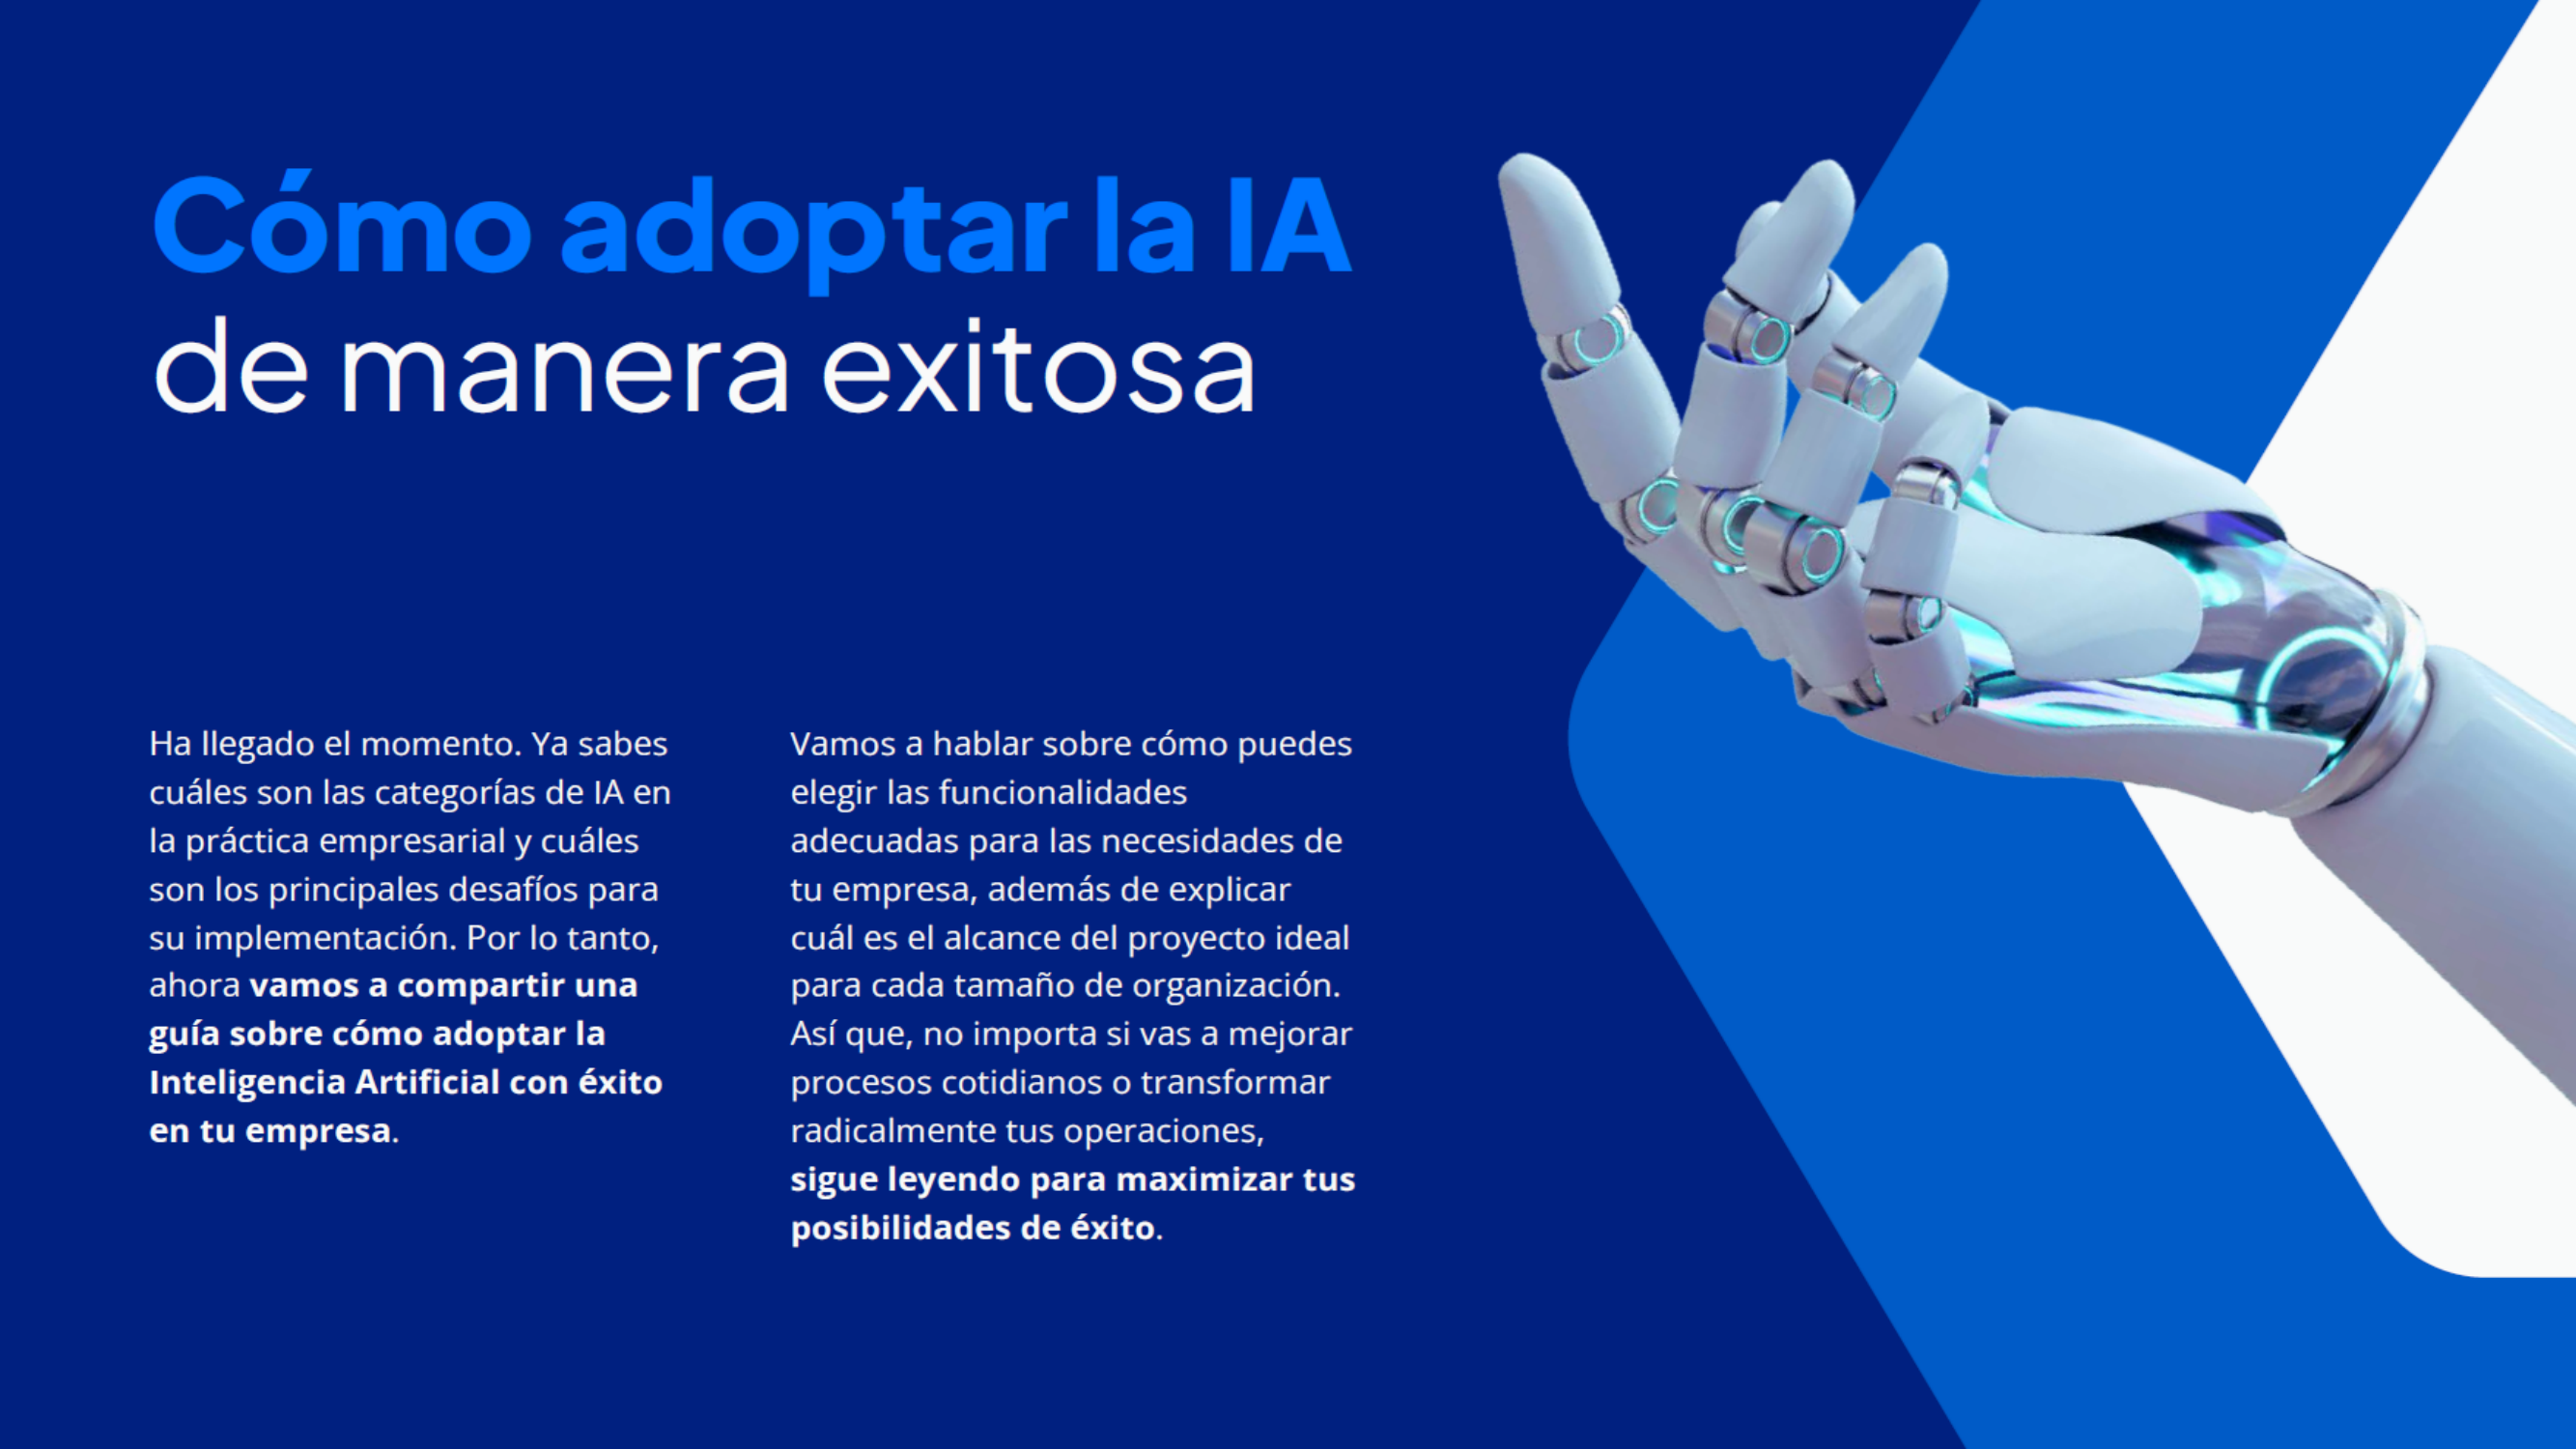 Cómo adoptar la IA
de manera exitosa
Ha llegado el momento. Ya sabes
cuáles son las categorías de IA en
la práctica empresarial y cuáles
son los principales desafíos para
su implementación. Por lo tanto,
ahora vamos a compartir una
guía sobre cómo adoptar la
Inteligencia Artificial con éxito
en tu empresa.
Vamos a hablar sobre cómo puedes
elegir las funcionalidades
adecuadas para las necesidades de
tu empresa, además de explicar
cuál es el alcance del proyecto ideal
para cada tamaño de organización.
Así que, no importa si vas a mejorar
procesos cotidianos o transformar
radicalmente tus operaciones,
sigue leyendo para maximizar tus
posibilidades de éxito.